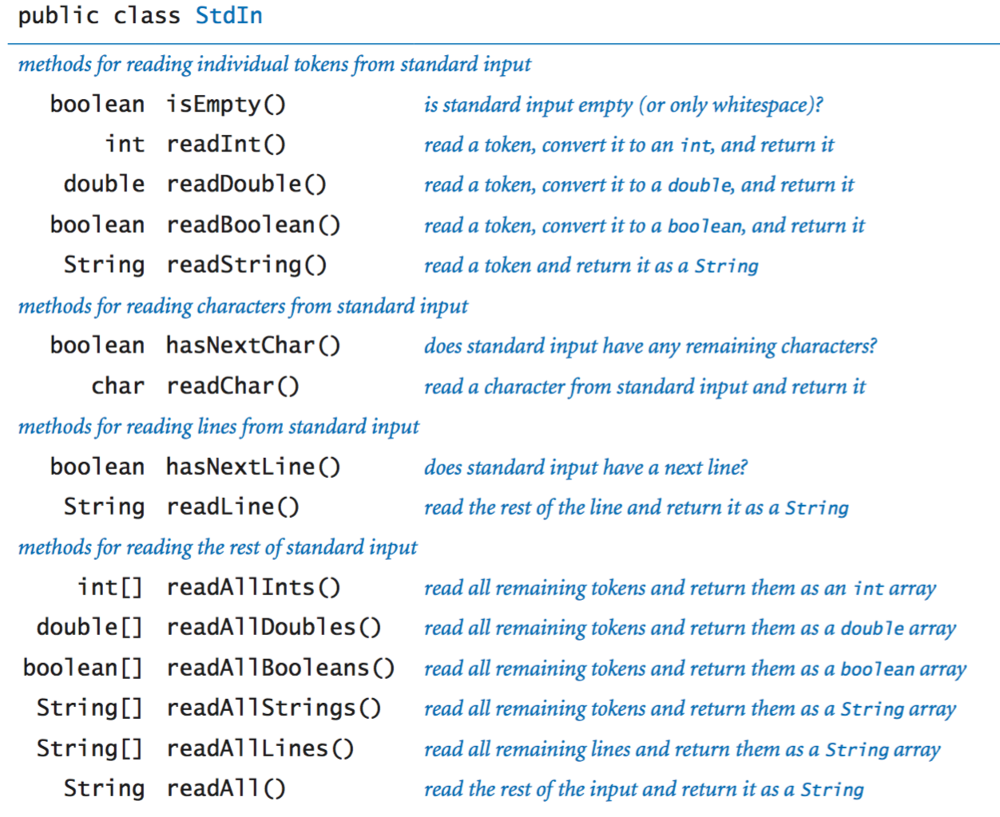 public class StdIn
methods for reading individual tokens from standard input
boolean isEmpty() is standard input empty (or only whitespace)?
int readInt() read a token, convert it to an int, and return it
double readDouble() read a token, convert it to a double, and return it
boolean readBoolean() read a token, convert it to a boolean, and return it
String readString() read a token and return it as a String
methods for reading characters from standard input
boolean hasNextChar() does standard input have any remaining characters?
char readChar() read a character from standard input and return it
methods for reading lines from standard input
boolean hasNextLine() does standard input have a next line?
String readLine() read the rest of the line and return it as a String
methods for reading the rest of standard input
int[] readAllInts() read all remaining tokens and return them as an int array
double[] readAllDoubles() read all remaining tokens and return them as a double array
boolean[] readAllBooleans() read all remaining tokens and return them as a boolean array
String[] readAllStrings() read all remaining tokens and return them as a String array
String[] readAllLines() read all remaining lines and return them as a String array
String readAll() read the rest of the input and return it as a String